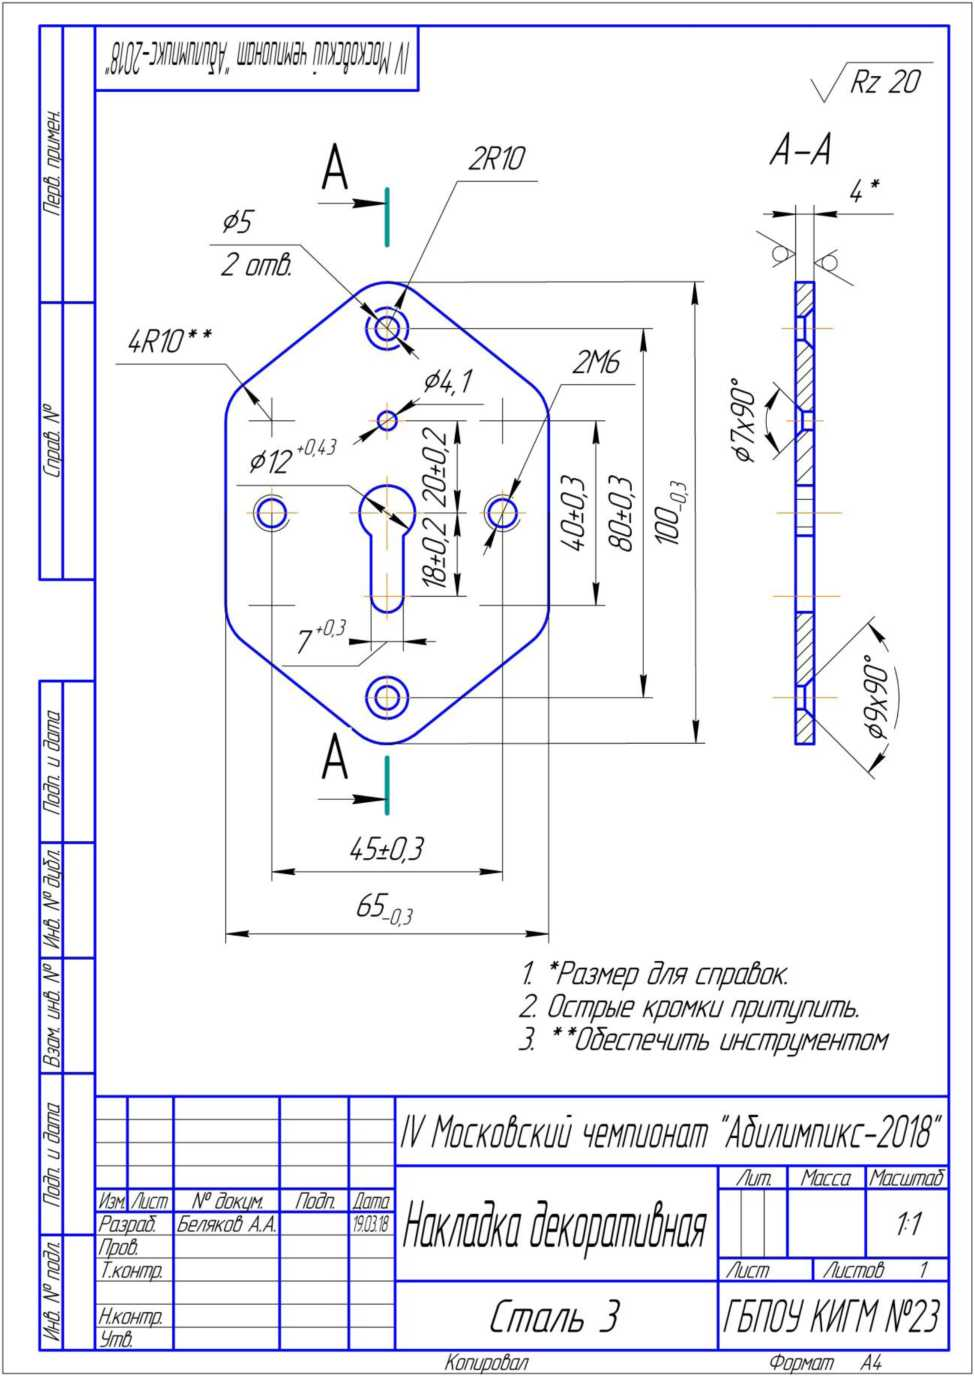 IV Московский чемпионат "Абилимпикс-2018"
Rz 20
Перв. примен.
Справ. №
Подп. и дата
Инв. № дубл.
Взам. инв. №
Подп. и дата
Инв. № подл.
А
2R10
А-А
4*
ϕ5
2 отв.
4R10**
ϕ4,1
2М6
ϕ12+0,43
20±0,2
18±0,2
40±0,3
80±0,3
100-0,3
ϕ7х90°
7+0,3
ϕ9х90°
А
45±0,3
65-0,3
1. *Размер для справок.
2. Острые кромки притупить.
3. **Обеспечить инструментом
IV Московский чемпионат "Абилимпикс-2018"
Изм. Лист № докум. Подп. Дата
Разраб. Беляков А.А. 19.03.18
Пров.
Т.контр.
Н.контр.
Утв.
Накладка декоративная
Лит. Масса Масштаб
1:1
Лист Листов 1
Сталь 3
ГБПОУ КИГМ №23
Копировал Формат А4